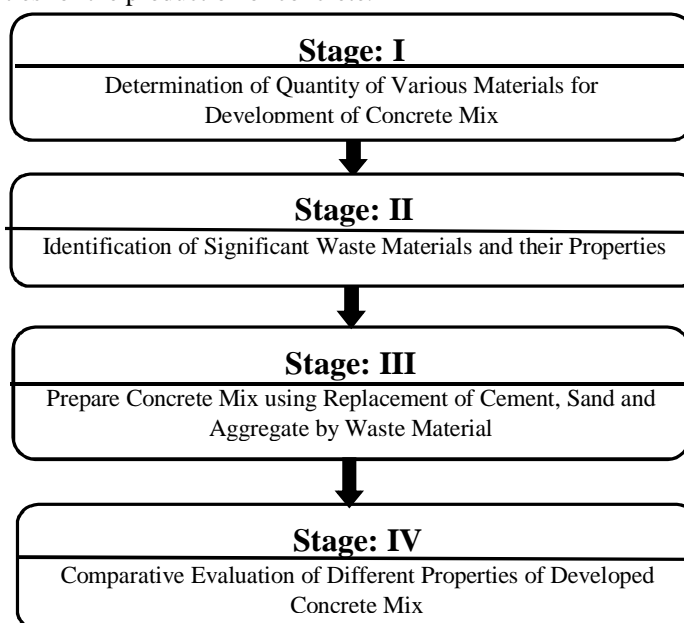 Stage: I
Determination of Quantity of Various Materials for
Development of Concrete Mix
Stage: II
Identification of Significant Waste Materials and their Properties
Stage: III
Prepare Concrete Mix using Replacement of Cement, Sand and
Aggregate by Waste Material
Stage: IV
Comparative Evaluation of Different Properties of Developed
Concrete Mix